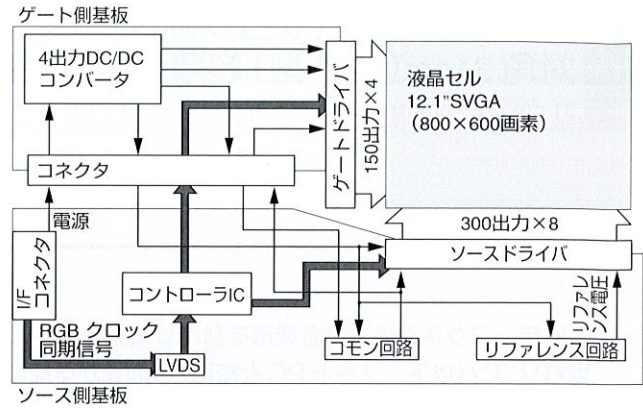 ゲート側基板
4出力DC/DC
コンバータ
ゲートドライバ
150出力×4
液晶セル
12.1"SVGA
(800×600画素)
コネクタ
電源
300出力×8
ソースドライバ
I/F
コネクタ
コントローラIC
リファレ
ンス電圧
RGB クロック
同期信号
LVDS
コモン回路
リファレンス回路
ソース側基板